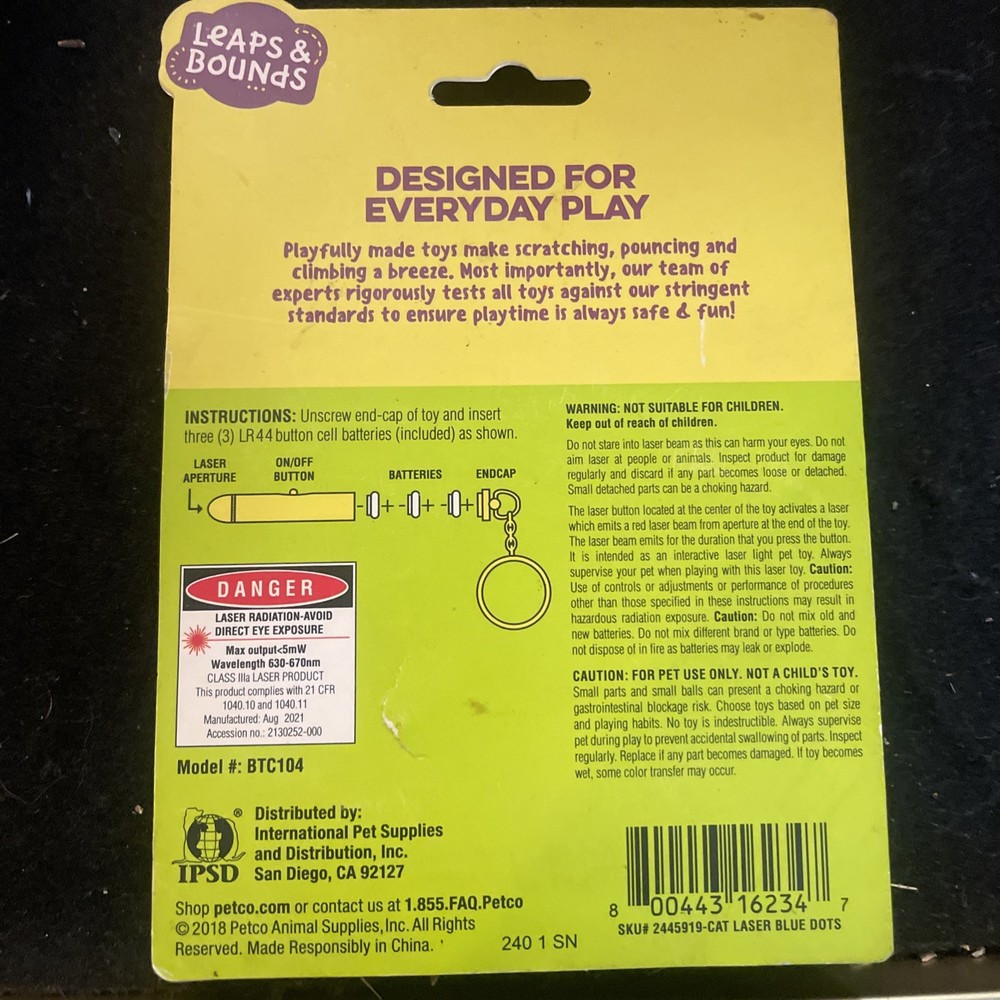 LeAPS &
BOUNdS
DESIGNED FOR
EVERYDAY PLAY
Playfully made toys make scratching, pouncing and
climbing a breeze. Most importantly, our team of
experts rigorously tests all toys against our stringent
standards to ensure playtime is always safe & fun!
INSTRUCTIONS: Unscrew end-cap of toy and insert
three (3) LR44 button cell batteries (included) as shown.
LASER
APERTURE
ON/OFF
BUTTON
BATTERIES
ENDCAP
- + - + - +
DANGER
LASER RADIATION-AVOID
DIRECT EYE EXPOSURE
Max output<5mW
Wavelength 630-670nm
CLASS IIIa LASER PRODUCT
This product complies with 21 CFR
1040.10 and 1040.11
Manufactured: Aug 2021
Accession no.: 2130252-000
Model #: BTC104
IPSD
®
Distributed by:
International Pet Supplies
and Distribution, Inc.
San Diego, CA 92127
Shop petco.com or contact us at 1.855.FAQ.Petco
© 2018 Petco Animal Supplies, Inc. All Rights
Reserved. Made Responsibly in China.
240 1 SN
WARNING: NOT SUITABLE FOR CHILDREN.
Keep out of reach of children.
Do not stare into laser beam as this can harm your eyes. Do not
aim laser at people or animals. Inspect product for damage
regularly and discard if any part becomes loose or detached.
Small detached parts can be a choking hazard.
The laser button located at the center of the toy activates a laser
which emits a red laser beam from aperture at the end of the toy.
The laser beam emits for the duration that you press the button.
It is intended as an interactive laser light pet toy. Always
supervise your pet when playing with this laser toy. Caution:
Use of controls or adjustments or performance of procedures
other than those specified in these instructions may result in
hazardous radiation exposure. Caution: Do not mix old and
new batteries. Do not mix different brand or type batteries. Do
not dispose of in fire as batteries may leak or explode.
CAUTION: FOR PET USE ONLY. NOT A CHILD'S TOY.
Small parts and small balls can present a choking hazard or
gastrointestinal blockage risk. Choose toys based on pet size
and playing habits. No toy is indestructible. Always supervise
pet during play to prevent accidental swallowing of parts. Inspect
regularly. Replace if any part becomes damaged. If toy becomes
wet, some color transfer may occur.
8 00443 16234 7
SKU# 2445919-CAT LASER BLUE DOTS